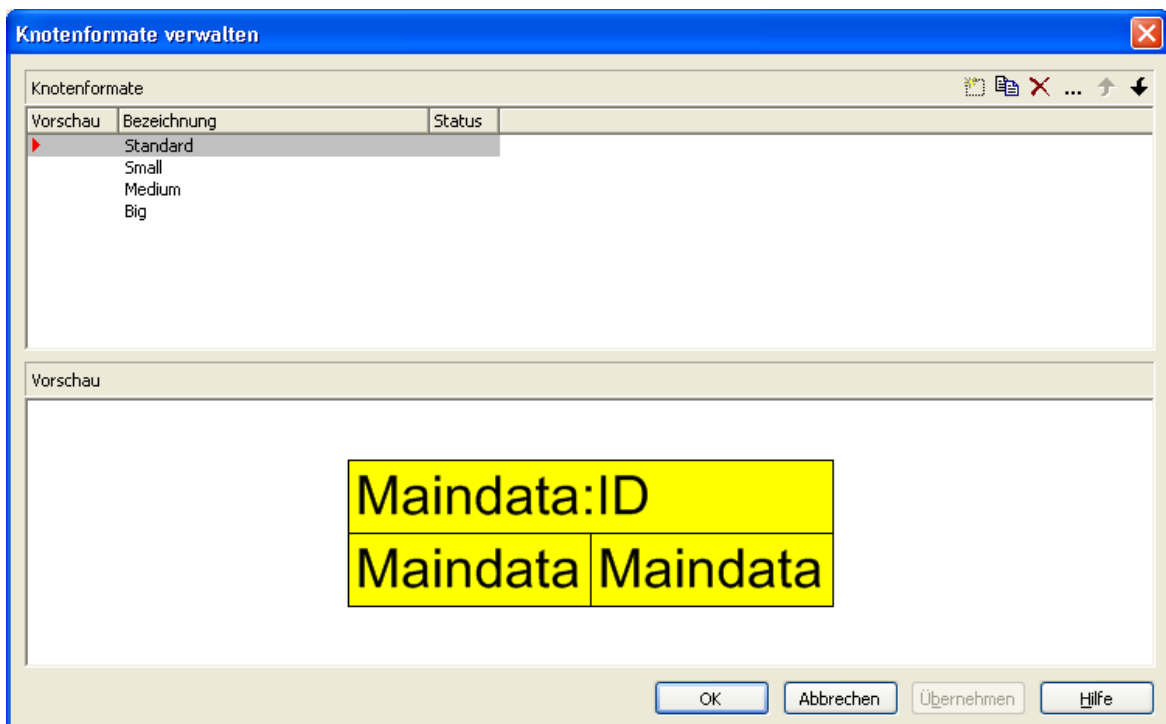 Knotenformate verwalten
Knotenformate ...
Vorschau Bezeichnung Status
Standard
Small
Medium
Big
Vorschau
Maindata:ID
Maindata Maindata
OK Abbrechen Übernehmen Hilfe